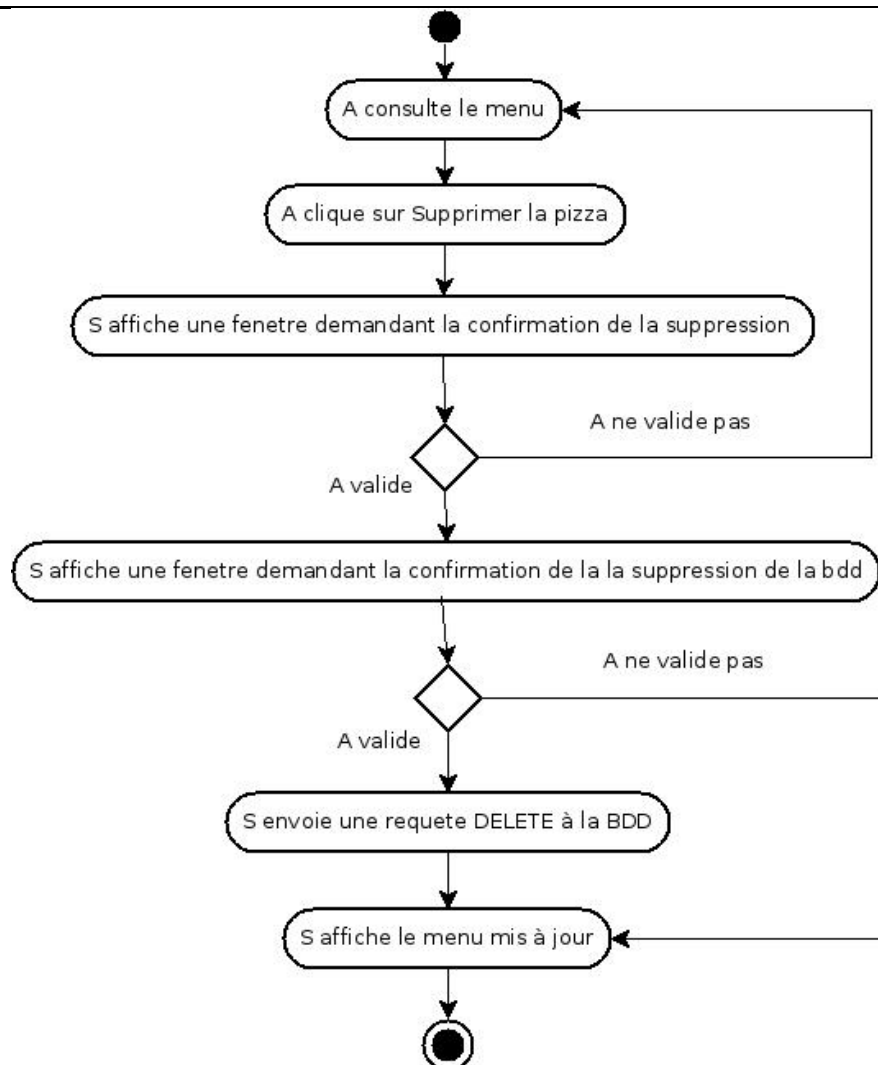 A consulte le menu
A clique sur Supprimer la pizza
S affiche une fenetre demandant la confirmation de la suppression
A ne valide pas
A valide
S affiche une fenetre demandant la confirmation de la la suppression de la bdd
A ne valide pas
A valide
S envoie une requete DELETE à la BDD
S affiche le menu mis à jour